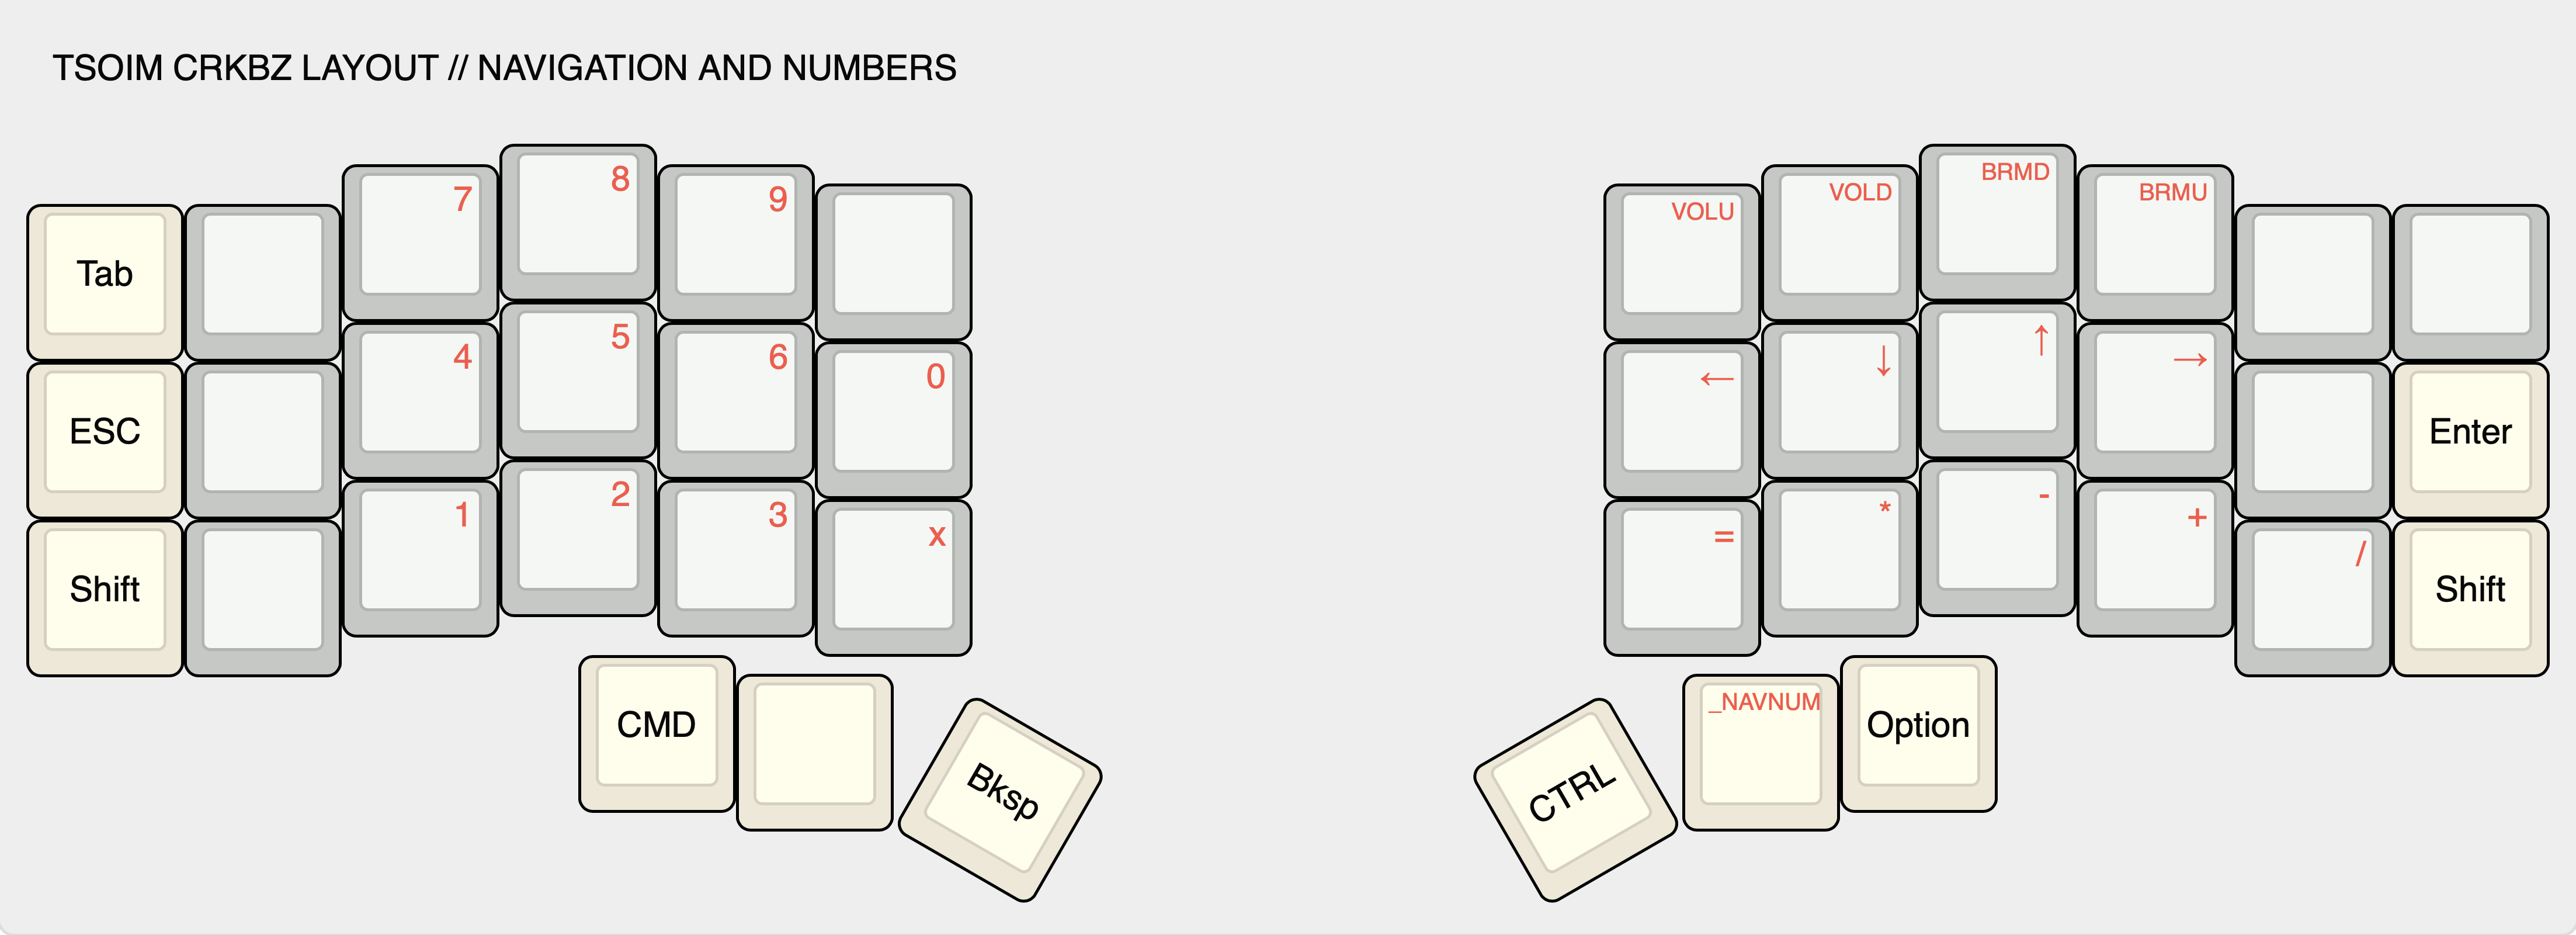 TSOIM CRKBZ LAYOUT // NAVIGATION AND NUMBERS
Tab 7 8 9 VOLU VOLD BRMD BRMU
ESC 4 5 6 0 ← ↓ ↑ → Enter
Shift 1 2 3 x = * - + / Shift
CMD Bksp CTRL _NAVNUM Option